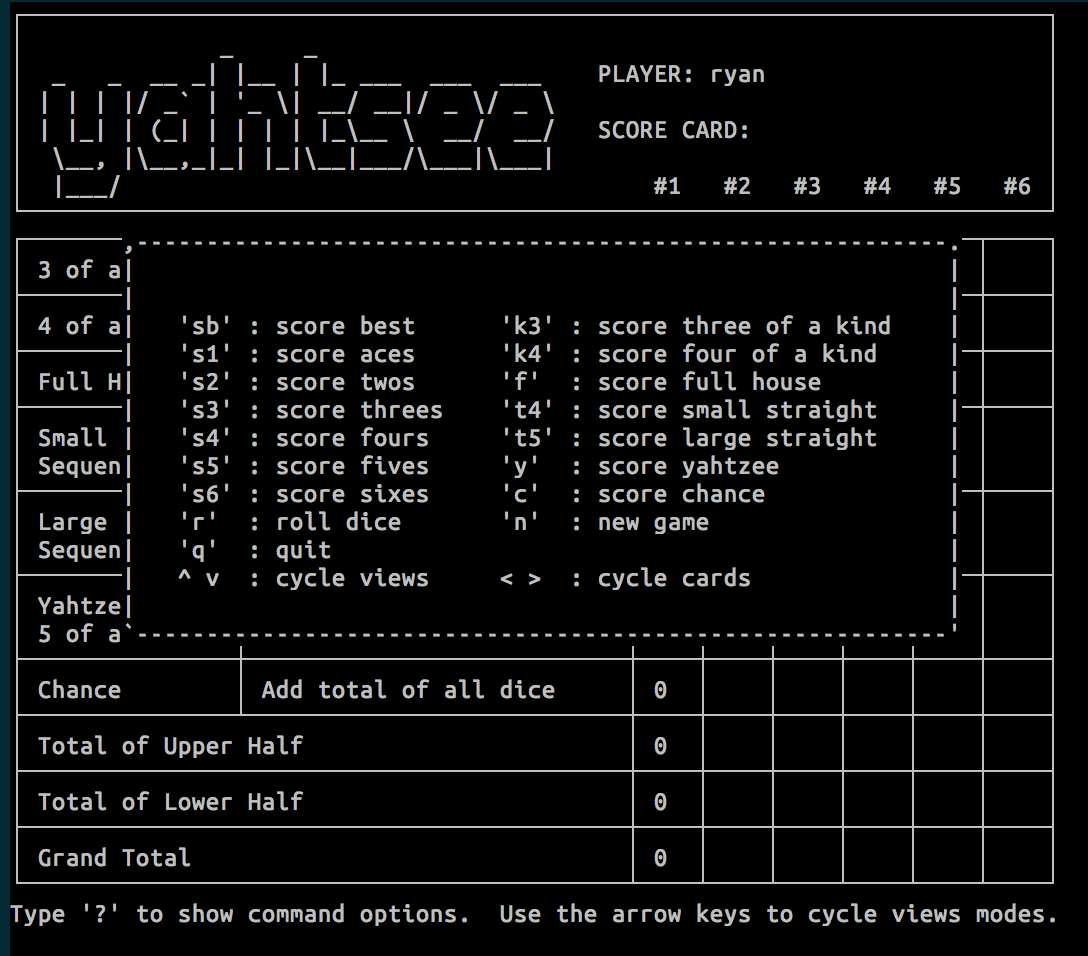 yahtsee
PLAYER: ryan
SCORE CARD:
#1 #2 #3 #4 #5 #6
3 of a
4 of a
Full H
Small
Sequen
Large
Sequen
Yahtze
5 of a
'sb' : score best 'k3' : score three of a kind
's1' : score aces 'k4' : score four of a kind
's2' : score twos 'f' : score full house
's3' : score threes 't4' : score small straight
's4' : score fours 't5' : score large straight
's5' : score fives 'y' : score yahtzee
's6' : score sixes 'c' : score chance
'r' : roll dice 'n' : new game
'q' : quit
^ v : cycle views < > : cycle cards
Chance Add total of all dice 0
Total of Upper Half 0
Total of Lower Half 0
Grand Total 0
Type '?' to show command options. Use the arrow keys to cycle views modes.